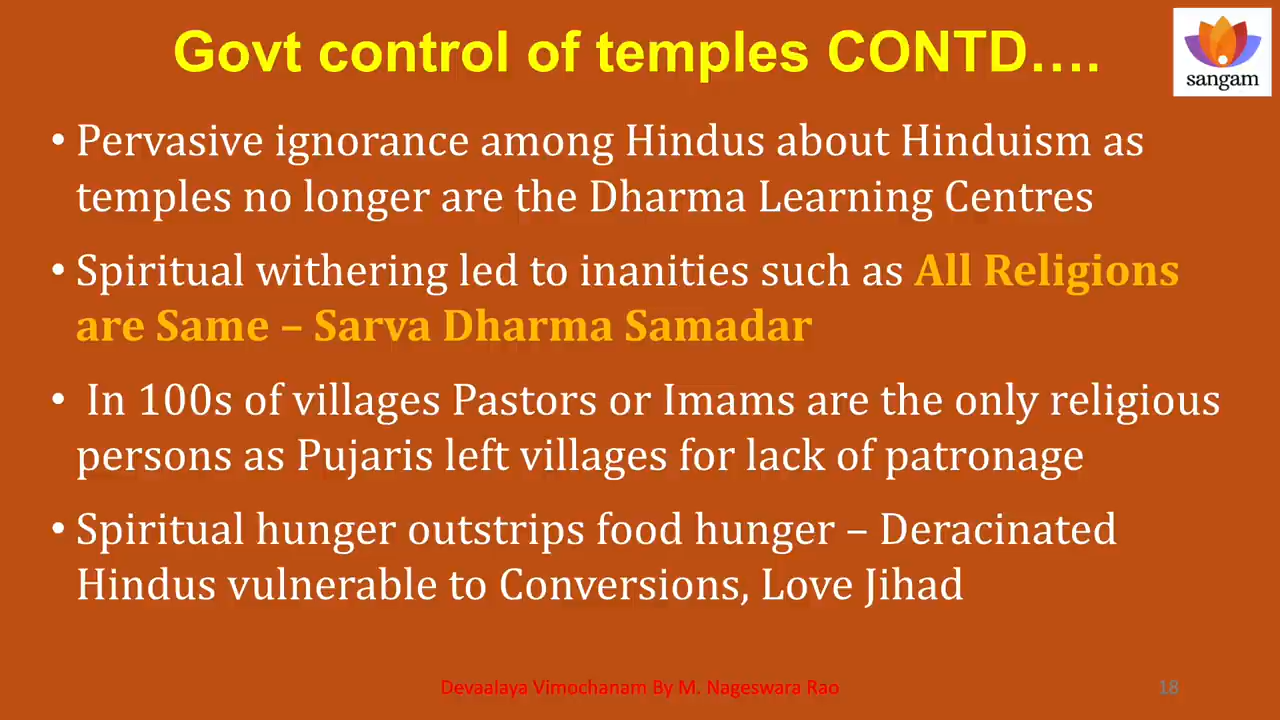 Govt control of temples CONTD….
sangam
• Pervasive ignorance among Hindus about Hinduism as
temples no longer are the Dharma Learning Centres
• Spiritual withering led to inanities such as All Religions
are Same – Sarva Dharma Samadar
• In 100s of villages Pastors or Imams are the only religious
persons as Pujaris left villages for lack of patronage
• Spiritual hunger outstrips food hunger – Deracinated
Hindus vulnerable to Conversions, Love Jihad
Devaalaya Vimochanam By M. Nageswara Rao
18